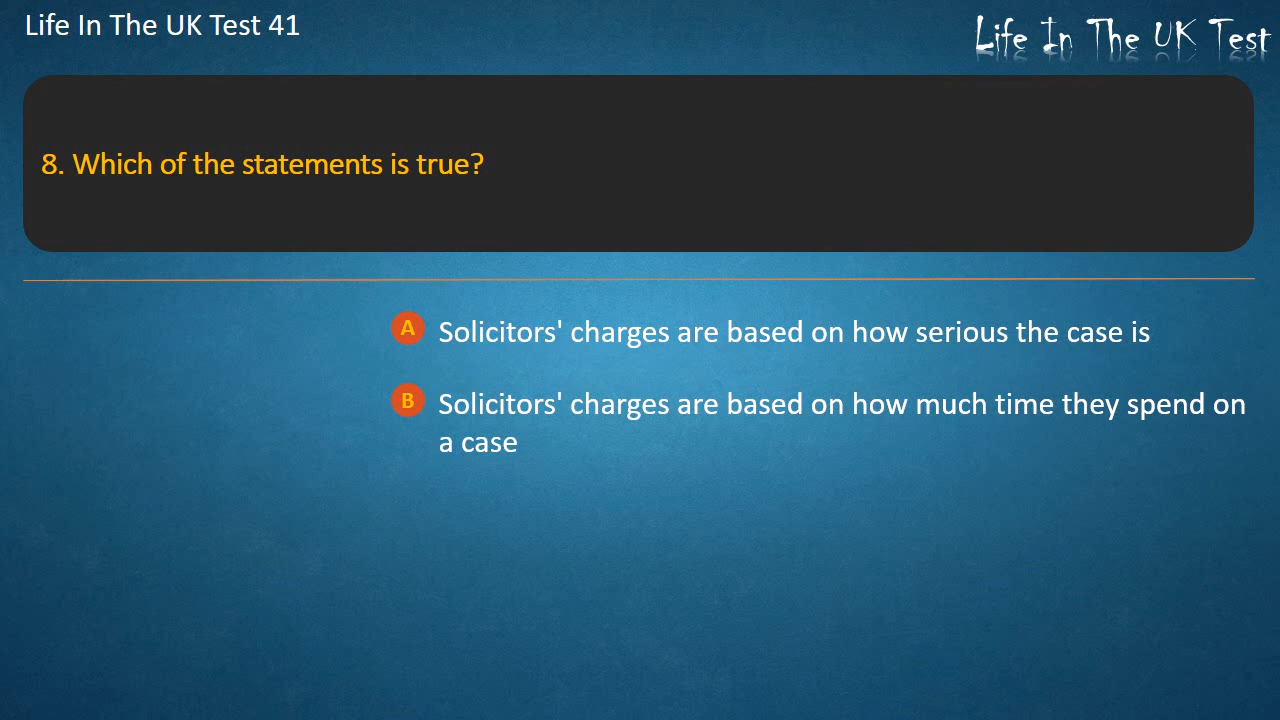 Life In The UK Test 41
Life In The UK Test
8. Which of the statements is true?
A Solicitors' charges are based on how serious the case is
B Solicitors' charges are based on how much time they spend on
a case